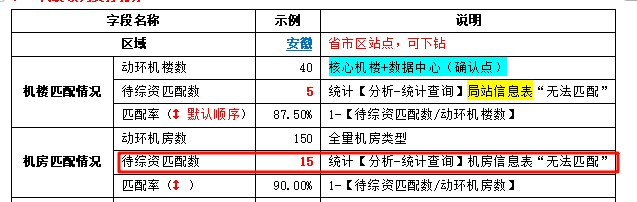 字段名称 示例 说明
区域 安徽 省市区站点，可下钻
机楼匹配情况 动环机楼数 40 核心机楼+数据中心（确认点）
待综资匹配数 5 统计【分析-统计查询】局站信息表“无法匹配”
匹配率（↕ 默认顺序） 87.50% 1-【待综资匹配数/动环机楼数】
机房匹配情况 动环机房数 150 全量机房类型
待综资匹配数 15 统计【分析-统计查询】机房信息表“无法匹配”
匹配率（↕ ） 90.00% 1-【待综资匹配数/动环机房数】